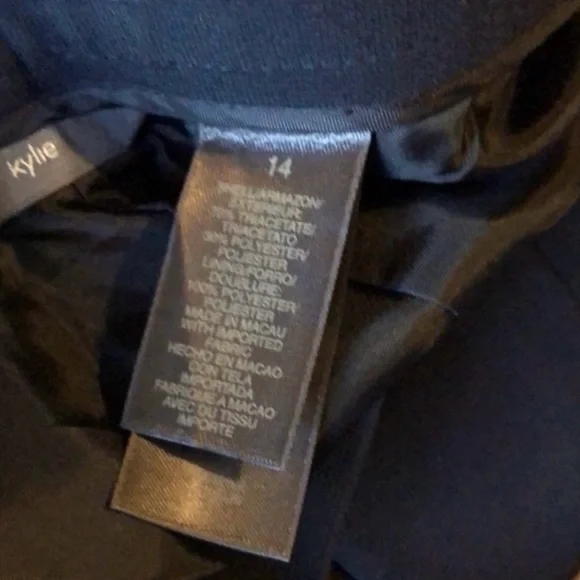 kylie
14
SHELL/ARMAZON/
EXTERIEUR:
70% TRIACETATE/
TRIACETATO
30% POLYESTER/
POLIESTER
LINING/FORRO/
DOUBLURE:
100% POLYESTER/
POLIESTER
MADE IN MACAU
WITH IMPORTED
FABRIC
HECHO EN MACAO
CON TELA
IMPORTADA
FABRIQUE A MACAO
AVEC DU TISSU
IMPORTE